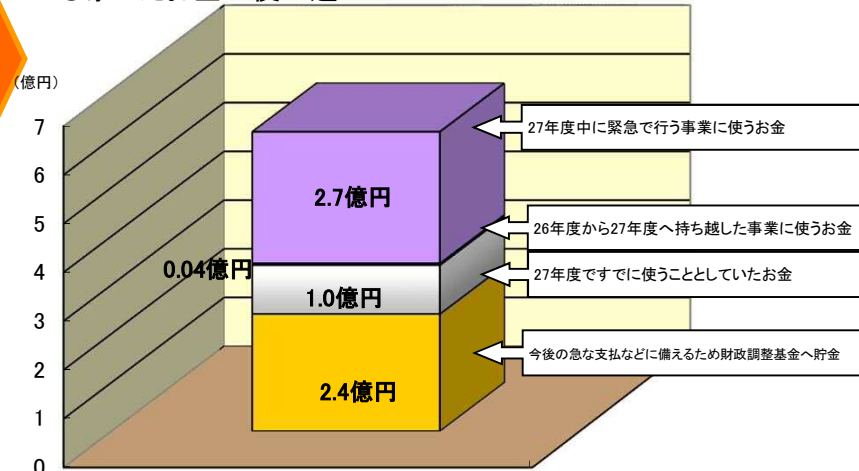 (億円)
7
6
5
4
3
2
1
0
2.7億円
0.04億円
1.0億円
2.4億円
27年度中に緊急で行う事業に使うお金
26年度から27年度へ持ち越した事業に使うお金
27年度ですでに使うこととしていたお金
今後の急な支払などに備えるため財政調整基金へ貯金